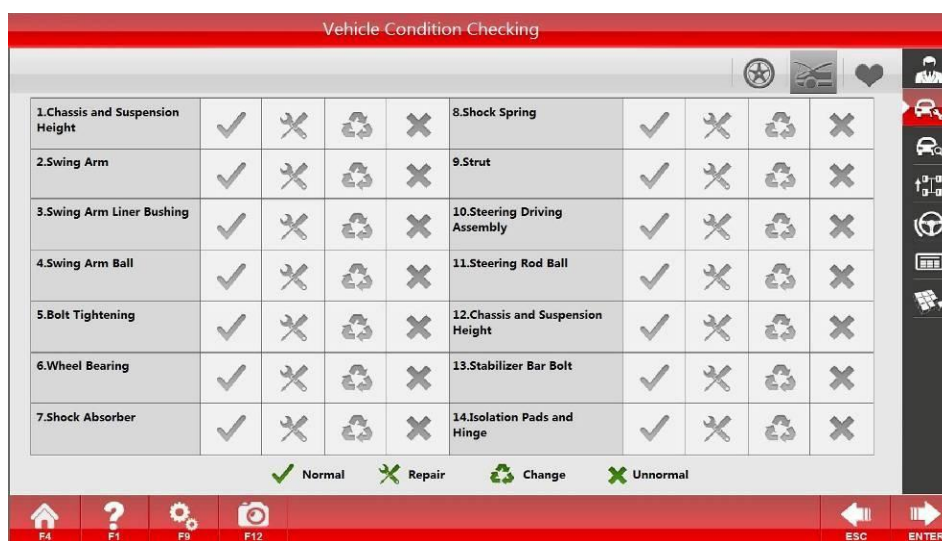 Vehicle Condition Checking
1.Chassis and Suspension
Height
2.Swing Arm
3.Swing Arm Liner Bushing
4.Swing Arm Ball
5.Bolt Tightening
6.Wheel Bearing
7.Shock Absorber
8.Shock Spring
9.Strut
10.Steering Driving
Assembly
11.Steering Rod Ball
12.Chassis and Suspension
Height
13.Stabilizer Bar Bolt
14.Isolation Pads and
Hinge
Normal Repair Change Unnormal
F4 F1 F9 F12 ESC ENTER